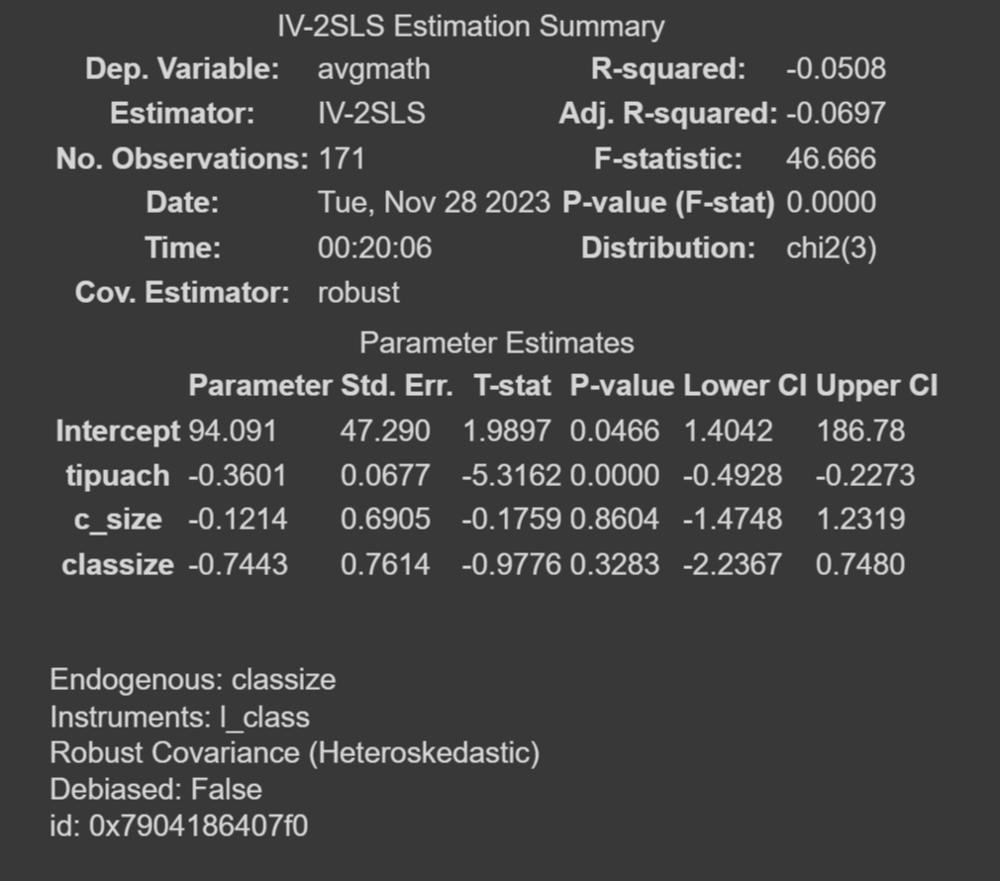 IV-2SLS Estimation Summary
Dep. Variable: avgmath R-squared: -0.0508
Estimator: IV-2SLS Adj. R-squared: -0.0697
No. Observations: 171 F-statistic: 46.666
Date: Tue, Nov 28 2023 P-value (F-stat) 0.0000
Time: 00:20:06 Distribution: chi2(3)
Cov. Estimator: robust
Parameter Estimates
Parameter Std. Err. T-stat P-value Lower CI Upper CI
Intercept 94.091 47.290 1.9897 0.0466 1.4042 186.78
tipuach -0.3601 0.0677 -5.3162 0.0000 -0.4928 -0.2273
c_size -0.1214 0.6905 -0.1759 0.8604 -1.4748 1.2319
classize -0.7443 0.7614 -0.9776 0.3283 -2.2367 0.7480
Endogenous: classize
Instruments: l_class
Robust Covariance (Heteroskedastic)
Debiased: False
id: 0x7904186407f0